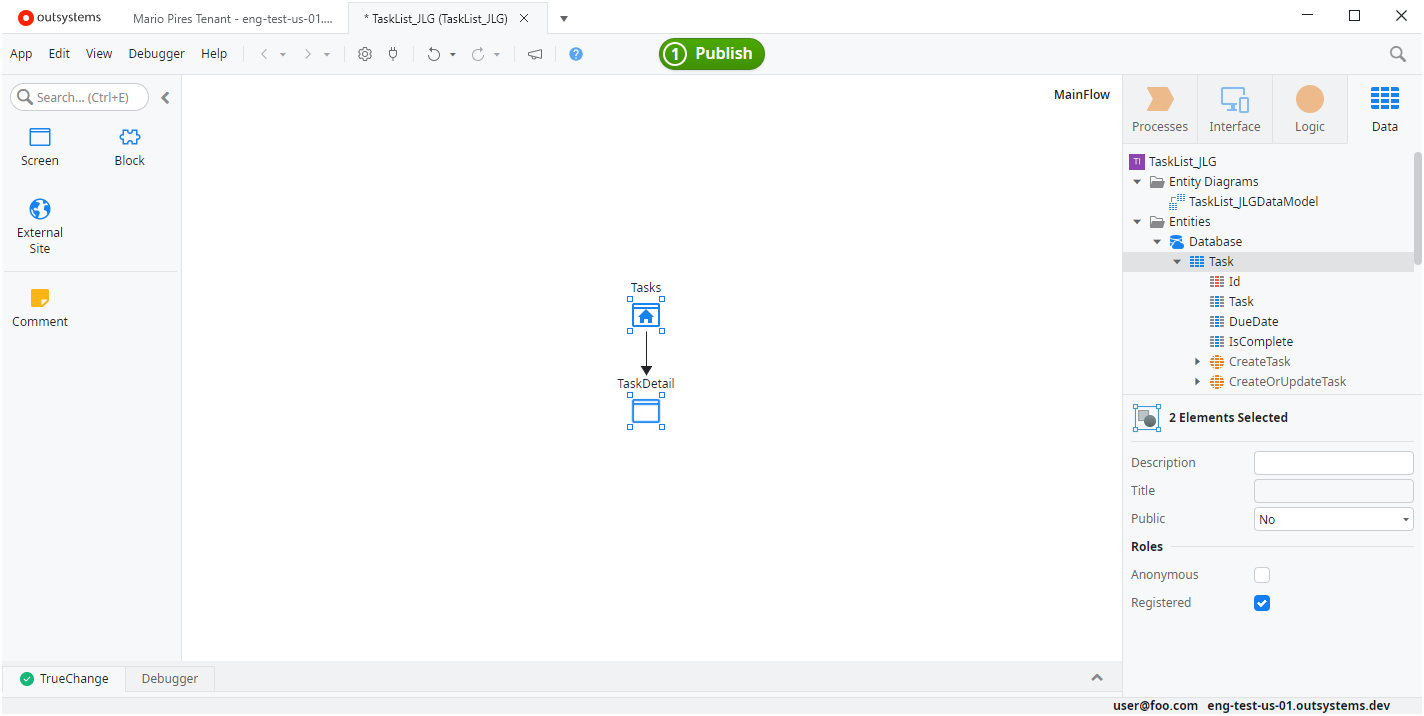 outsystems
Mario Pires Tenant - eng-test-us-01....
* TaskList_JLG (TaskList_JLG)
App Edit View Debugger Help
?
1 Publish
Search... (Ctrl+E)
Screen
Block
External
Site
Comment
MainFlow
Tasks
TaskDetail
Processes
Interface
Logic
Data
TI TaskList_JLG
Entity Diagrams
TaskList_JLGDataModel
Entities
Database
Task
Id
Task
DueDate
IsComplete
CreateTask
CreateOrUpdateTask
2 Elements Selected
Description
Title
Public No
Roles
Anonymous
Registered
TrueChange
Debugger
user@foo.com eng-test-us-01.outsystems.dev